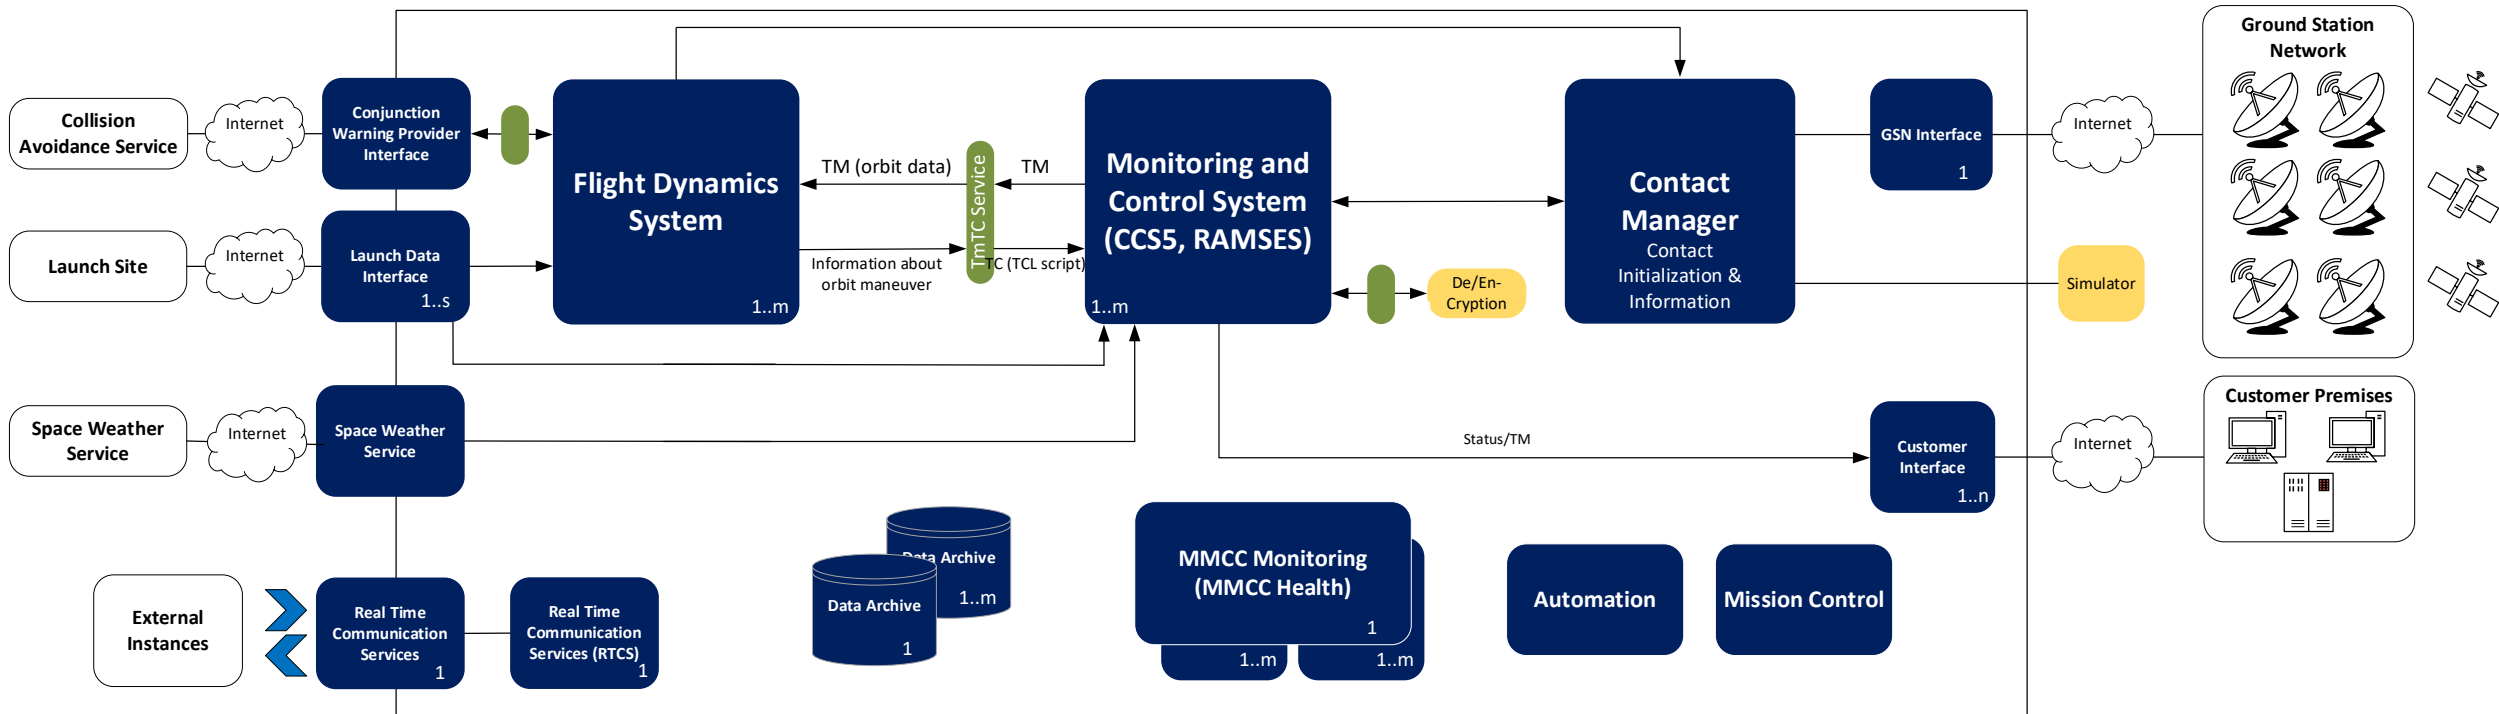 Collision
Avoidance Service
Internet
Conjunction
Warning Provider
Interface
Launch Site
Internet
Launch Data
Interface
1..s
Space Weather
Service
Internet
Space Weather
Service
External
Instances
Real Time
Communication
Services
1
Real Time
Communication
Services (RTCS)
1
Flight Dynamics
System
1..m
TM (orbit data)
TM
TmTC Service
Information about
orbit maneuver
TC (TCL script)
Monitoring and
Control System
(CCS5, RAMSES)
1..m
De/En-
Cryption
Contact
Manager
Contact
Initialization &
Information
GSN Interface
1
Internet
Simulator
Ground Station
Network
Status/TM
Customer
Interface
1..n
Internet
Customer Premises
Data Archive
1..m
Data Archive
1
MMCC Monitoring
(MMCC Health)
1
1..m
1..m
Automation
Mission Control